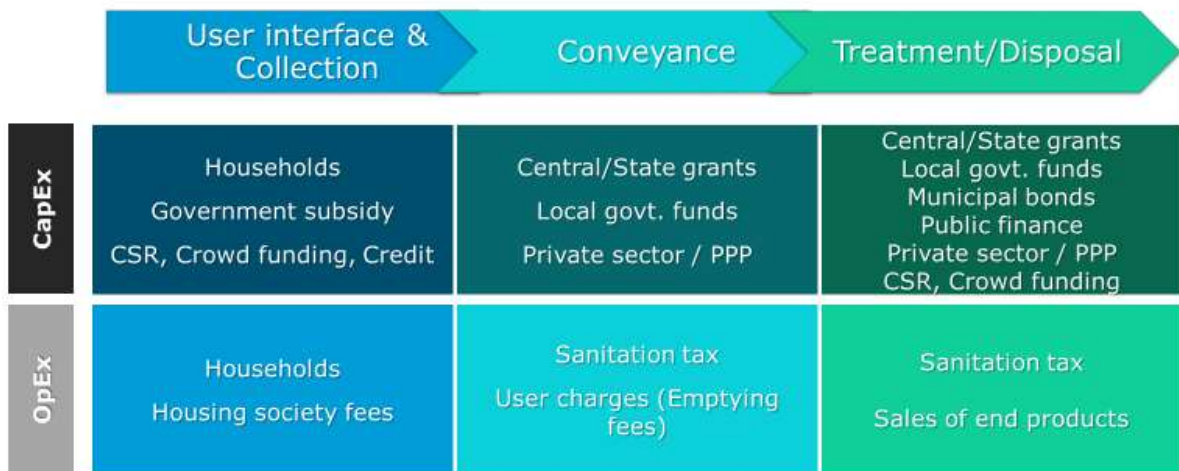 User interface &
Collection
Conveyance
Treatment/Disposal
CapEx
Households
Government subsidy
CSR, Crowd funding, Credit
Central/State grants
Local govt. funds
Private sector / PPP
Central/State grants
Local govt. funds
Municipal bonds
Public finance
Private sector / PPP
CSR, Crowd funding
OpEx
Households
Housing society fees
Sanitation tax
User charges (Emptying
fees)
Sanitation tax
Sales of end products